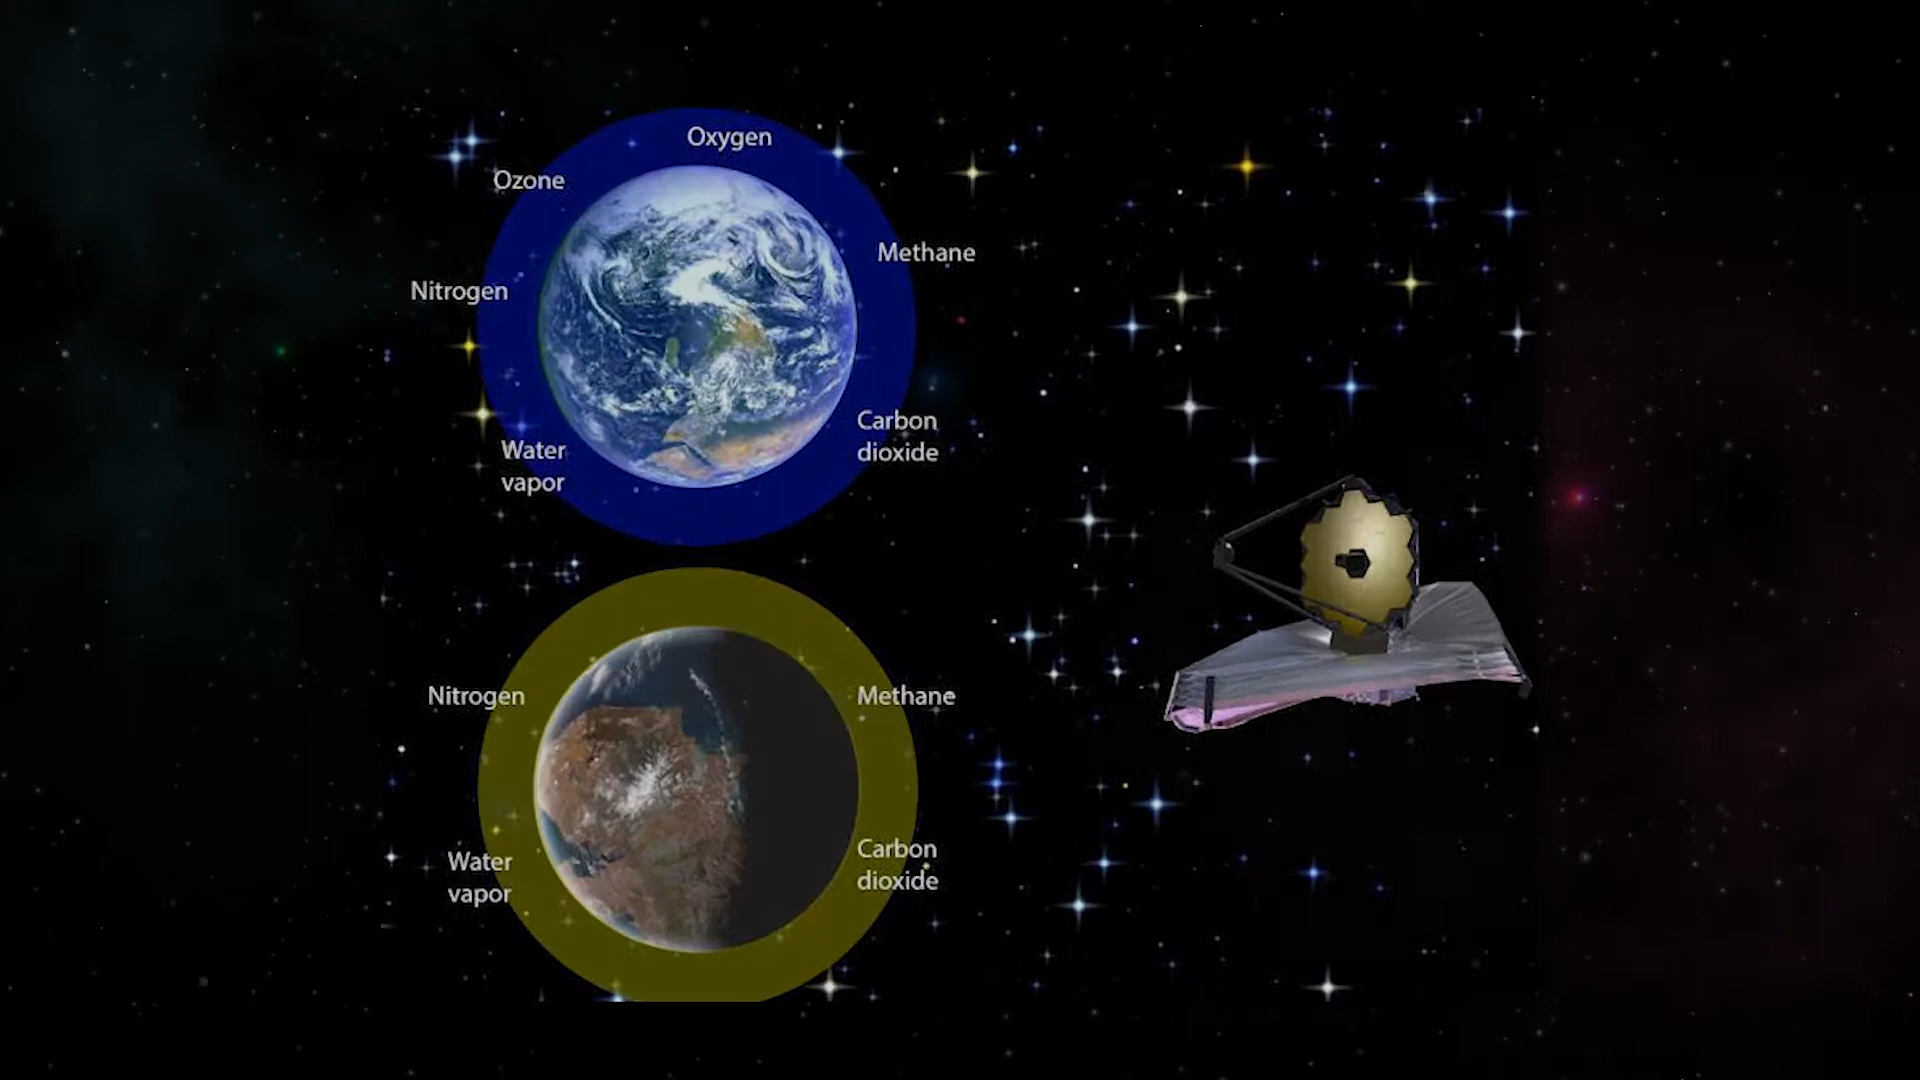 Oxygen
Ozone
Methane
Nitrogen
Carbon
dioxide
Water
vapor
Nitrogen
Methane
Carbon
dioxide
Water
vapor